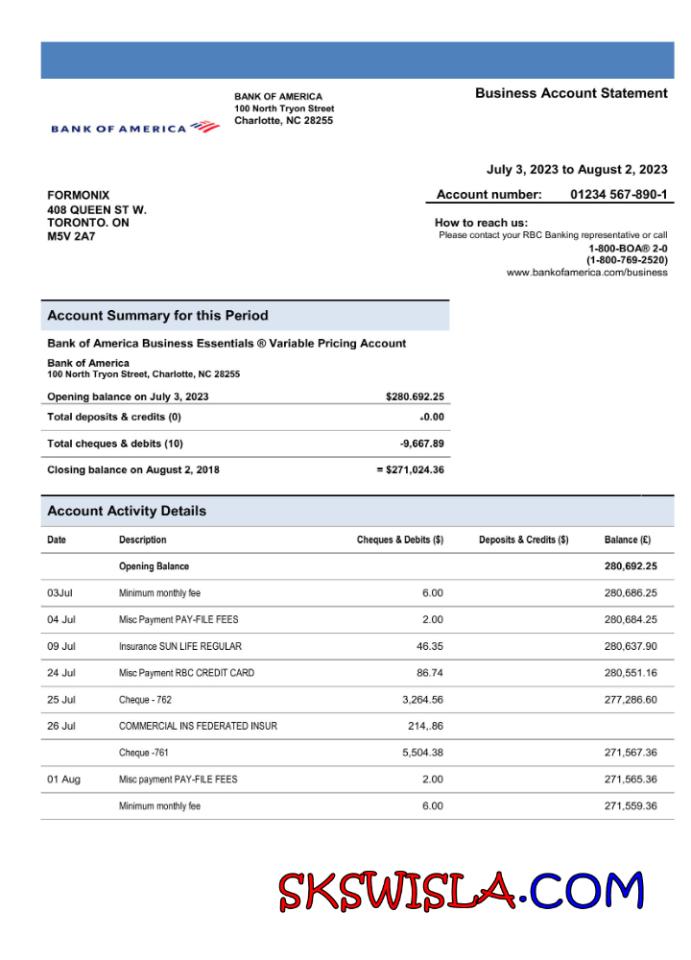 BANK OF AMERICA
BANK OF AMERICA
100 North Tryon Street
Charlotte, NC 28255
Business Account Statement
July 3, 2023 to August 2, 2023
FORMONIX
408 QUEEN ST W.
TORONTO. ON
M5V 2A7
Account number: 01234 567-890-1
How to reach us:
Please contact your RBC Banking representative or call
1-800-BOA® 2-0
(1-800-769-2520)
www.bankofamerica.com/business
Account Summary for this Period
Bank of America Business Essentials ® Variable Pricing Account
Bank of America
100 North Tryon Street, Charlotte, NC 28255
Opening balance on July 3, 2023 $280.692.25
Total deposits & credits (0) -0.00
Total cheques & debits (10) -9,667.89
Closing balance on August 2, 2018 = $271,024.36
Account Activity Details
Date Description Cheques & Debits ($) Deposits & Credits ($) Balance (£)
Opening Balance 280,692.25
03Jul Minimum monthly fee 6.00 280,686.25
04 Jul Misc Payment PAY-FILE FEES 2.00 280,684.25
09 Jul Insurance SUN LIFE REGULAR 46.35 280,637.90
24 Jul Misc Payment RBC CREDIT CARD 86.74 280,551.16
25 Jul Cheque - 762 3,264.56 277,286.60
26 Jul COMMERCIAL INS FEDERATED INSUR 214,.86
Cheque -761 5,504.38 271,567.36
01 Aug Misc payment PAY-FILE FEES 2.00 271,565.36
Minimum monthly fee 6.00 271,559.36
SKSWISLA.COM